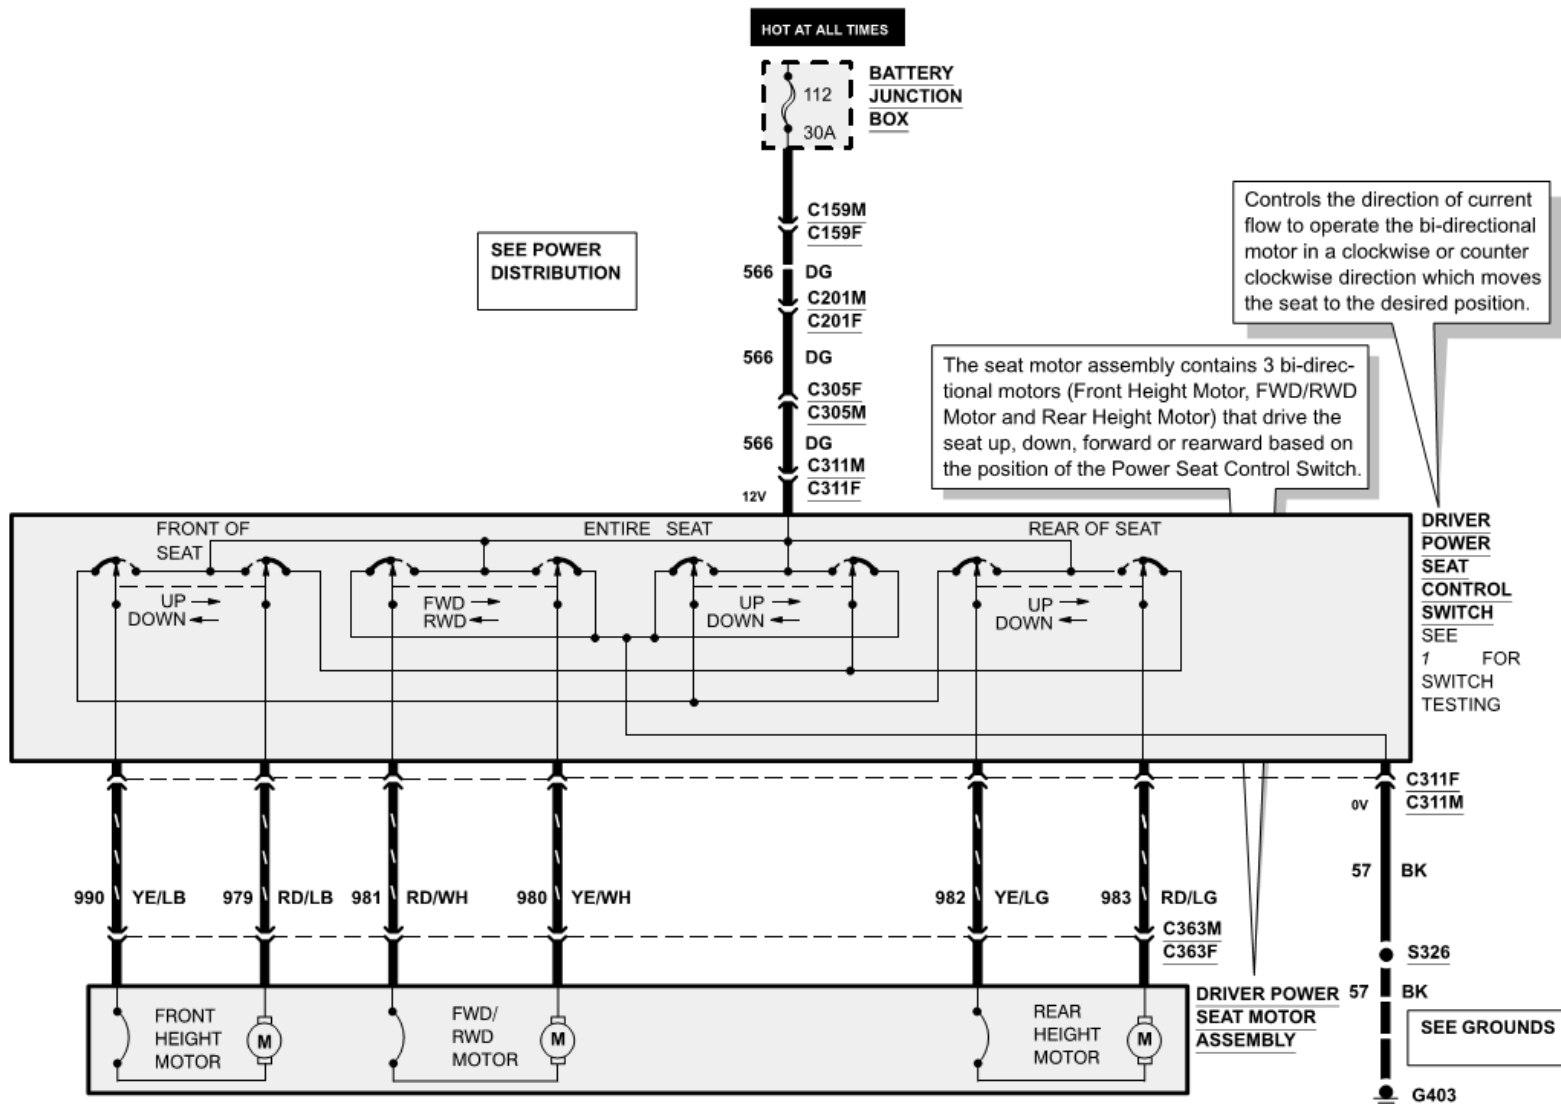 HOT AT ALL TIMES
112
30A
BATTERY
JUNCTION
BOX
C159M
C159F
SEE POWER
DISTRIBUTION
566 DG
C201M
C201F
566 DG
C305F
C305M
566 DG
C311M
C311F
12V
Controls the direction of current
flow to operate the bi-directional
motor in a clockwise or counter
clockwise direction which moves
the seat to the desired position.
The seat motor assembly contains 3 bi-direc-
tional motors (Front Height Motor, FWD/RWD
Motor and Rear Height Motor) that drive the
seat up, down, forward or rearward based on
the position of the Power Seat Control Switch.
FRONT OF
SEAT
ENTIRE SEAT
REAR OF SEAT
UP
DOWN
FWD
RWD
UP
DOWN
UP
DOWN
DRIVER
POWER
SEAT
CONTROL
SWITCH
SEE
1 FOR
SWITCH
TESTING
C311F
C311M
0V
57 BK
990 YE/LB
979 RD/LB
981 RD/WH
980 YE/WH
982 YE/LG
983 RD/LG
C363M
C363F
S326
57 BK
FRONT
HEIGHT
MOTOR
M
FWD/
RWD
MOTOR
M
REAR
HEIGHT
MOTOR
M
DRIVER POWER
SEAT MOTOR
ASSEMBLY
SEE GROUNDS
G403